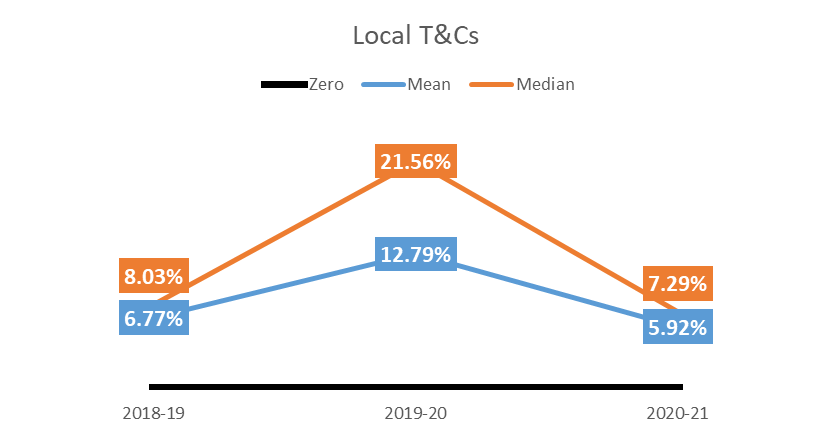 Local T&Cs
Zero Mean Median
21.56%
12.79%
8.03%
7.29%
6.77%
5.92%
2018-19 2019-20 2020-21